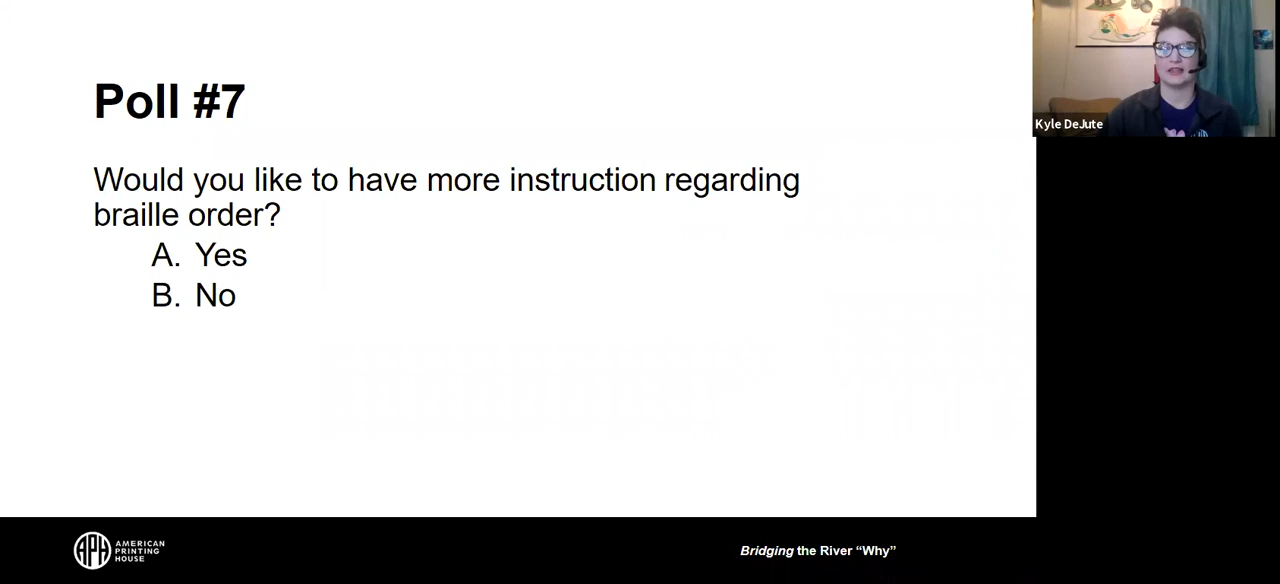 Poll #7
Would you like to have more instruction regarding
braille order?
A. Yes
B. No
Kyle DeJute
APH
AMERICAN
PRINTING
HOUSE
Bridging the River “Why”